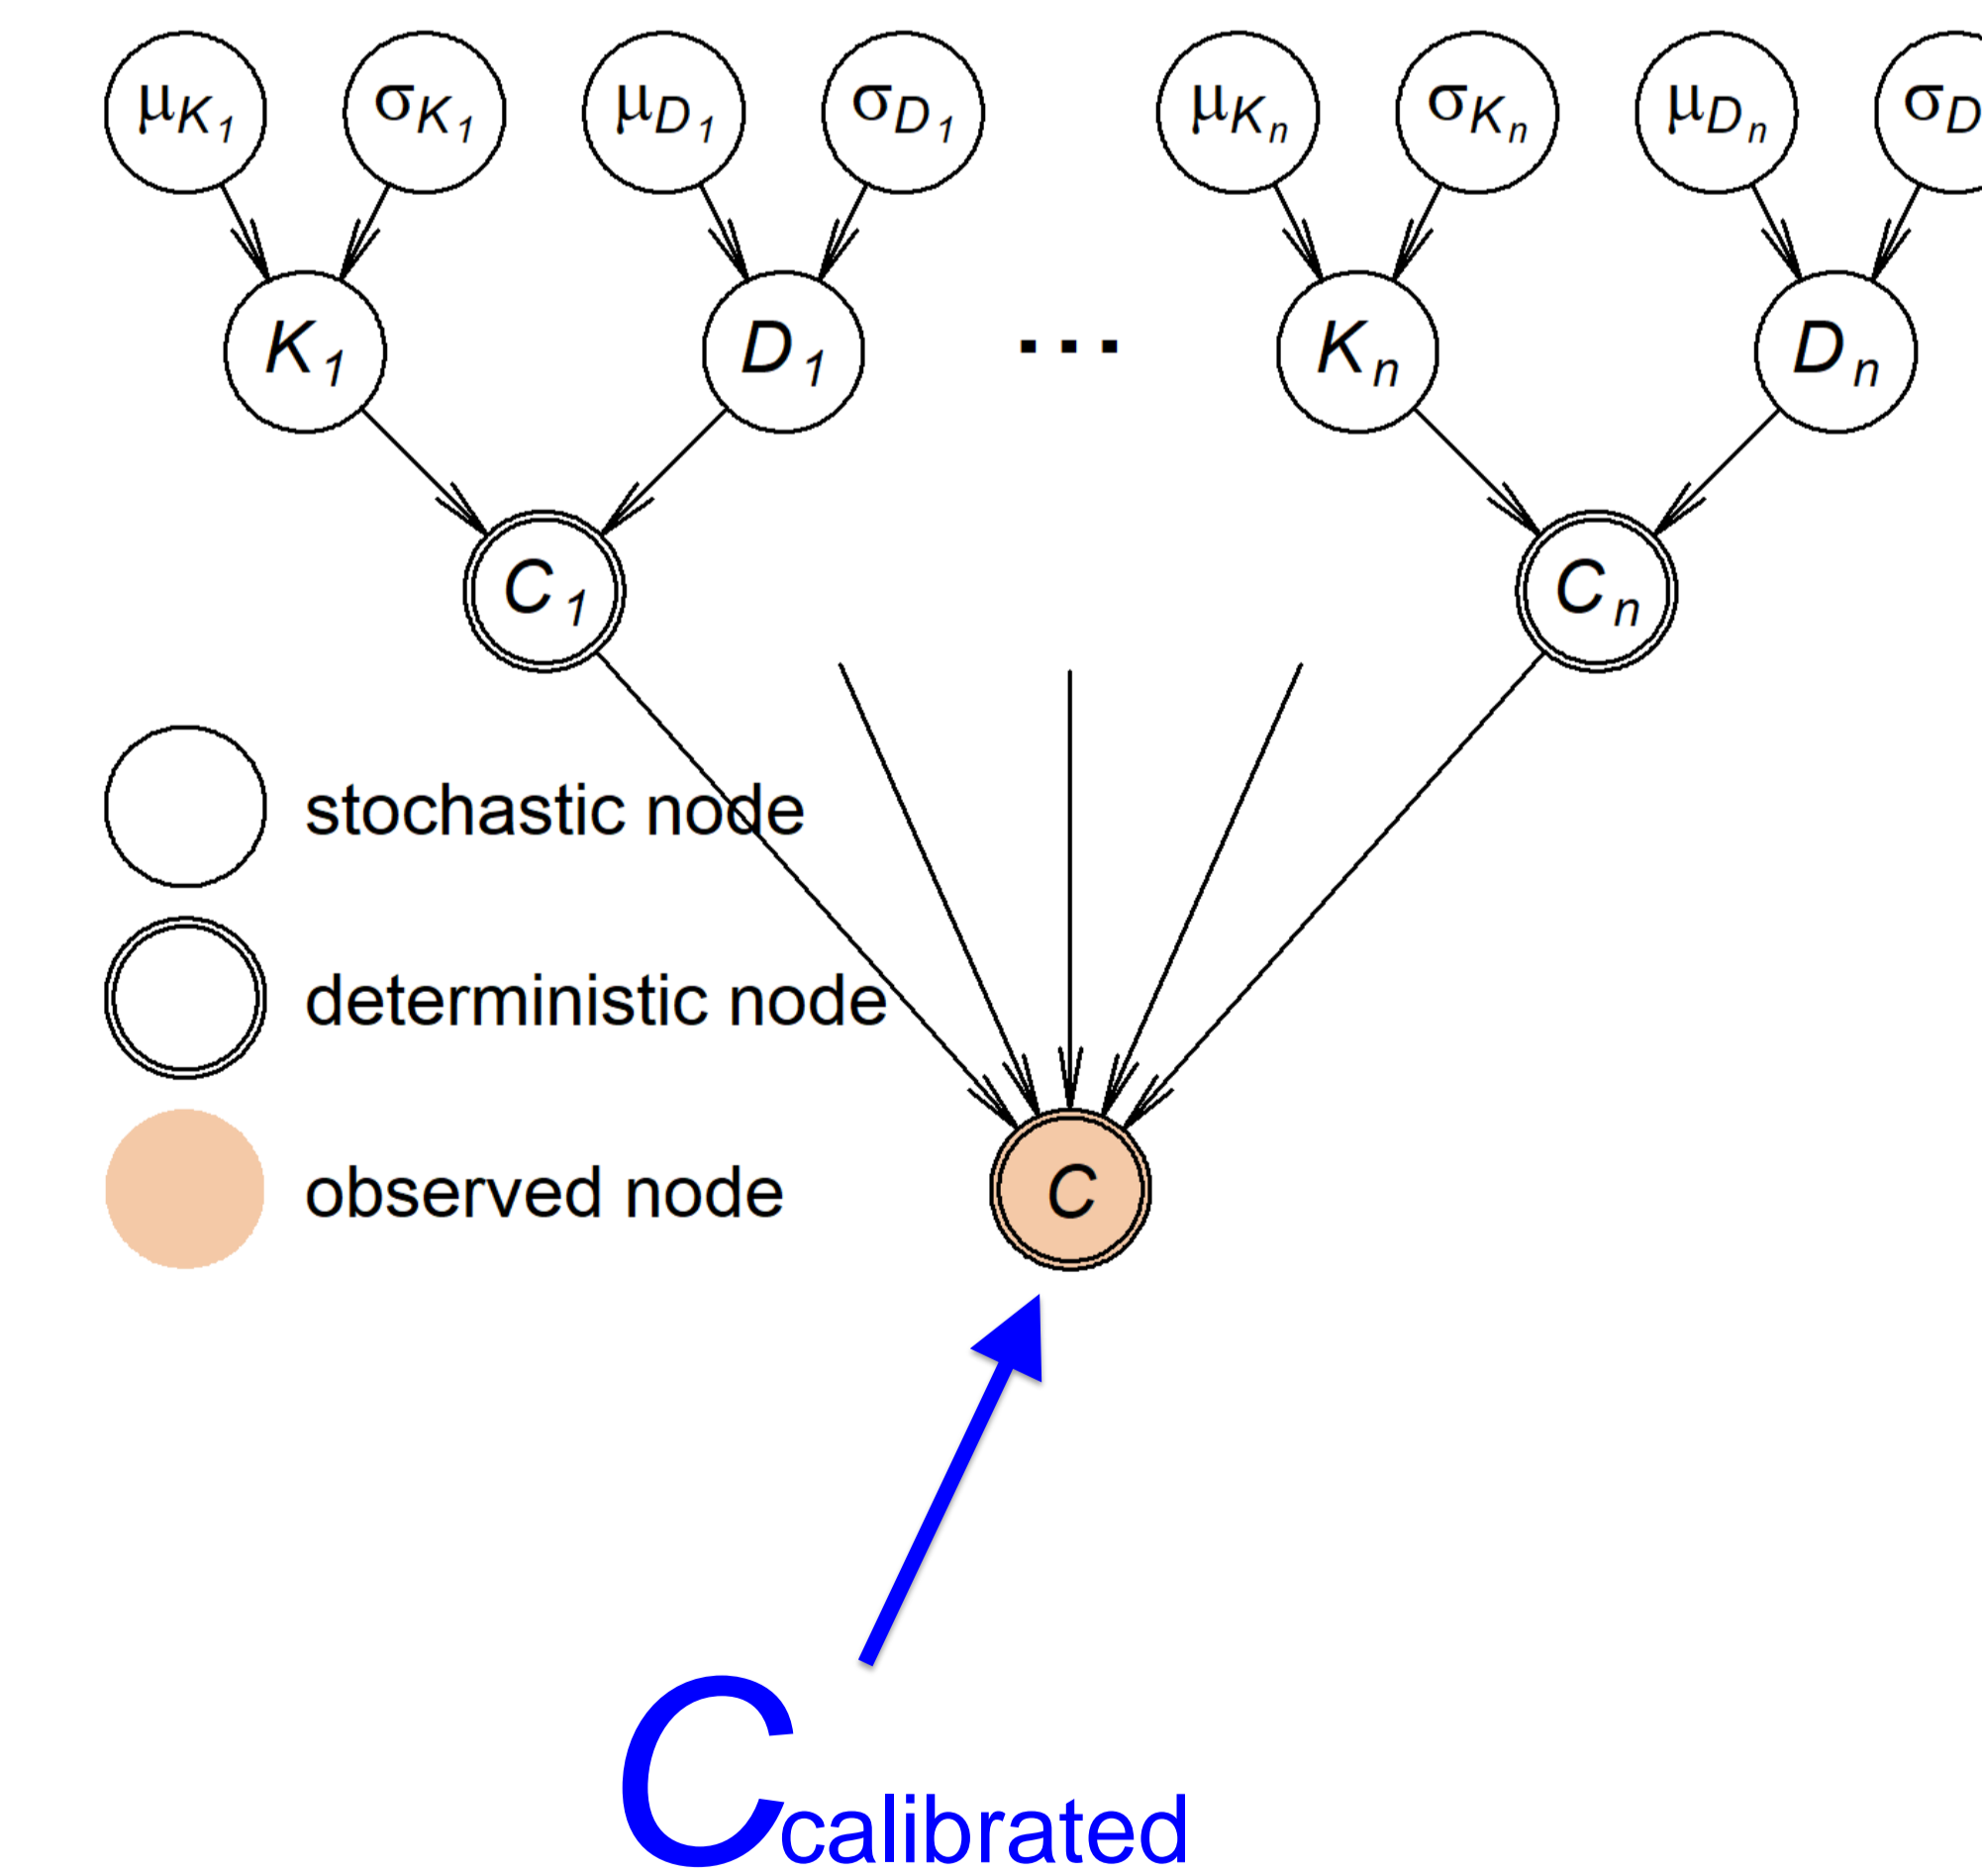 μK1 σK1 μD1 σD1 μKn σKn μDn σD
K1 D1 ... Kn Dn
C1 Cn
stochastic node
deterministic node
observed node
C
Ccalibrated